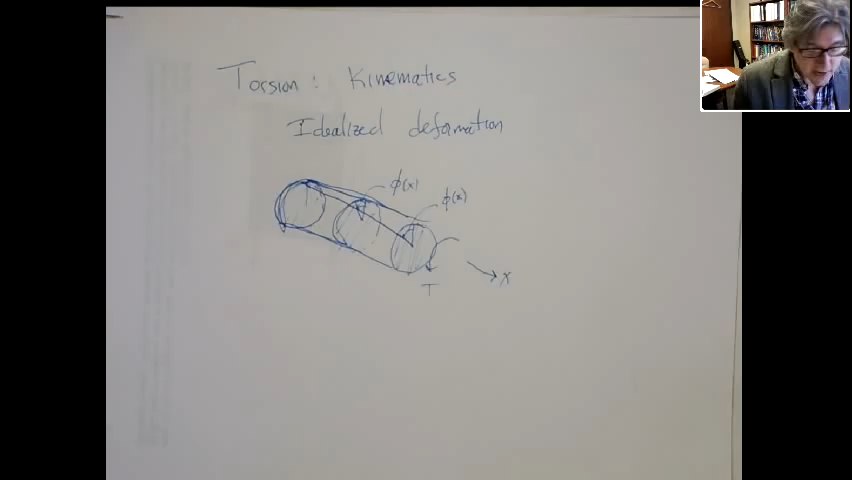 Torsion: Kinematics
Idealized deformation
ϕ(x)
ϕ(x)
T
x